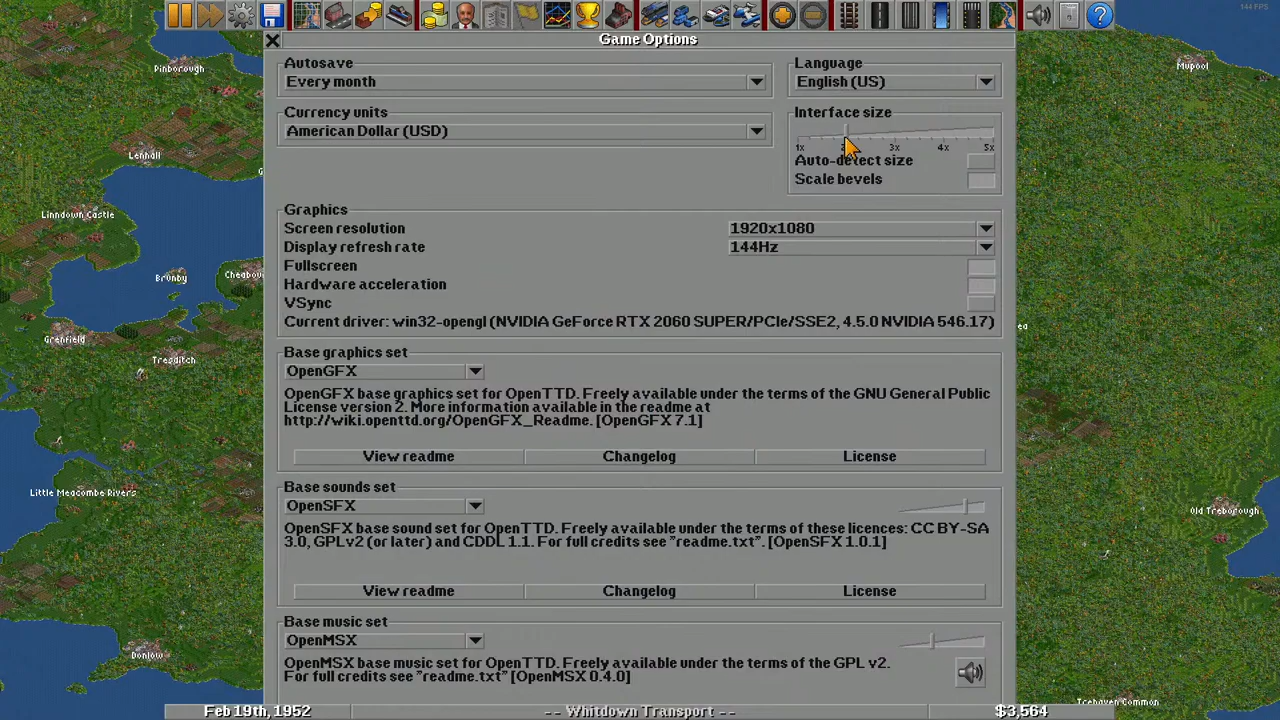 144 FPS
Game Options
Pinborough
Mupool
Autosave
Every month
Language
English (US)
Currency units
American Dollar (USD)
Interface size
1x 3x 4x 5x
Auto-detect size
Scale bevels
Lenhall
Linndown Castle
Brunby
Cheabou
Grenfield
Tresditch
Little Meacombe Rivers
Donlow
Graphics
Screen resolution
1920x1080
Display refresh rate
144Hz
Fullscreen
Hardware acceleration
VSync
Current driver: win32-opengl (NVIDIA GeForce RTX 2060 SUPER/PCIe/SSE2, 4.5.0 NVIDIA 546.17)
ea
Base graphics set
OpenGFX
OpenGFX base graphics set for OpenTTD. Freely available under the terms of the GNU General Public
License version 2. More information available in the readme at
http://wiki.openttd.org/OpenGFX_Readme. [OpenGFX 7.1]
View readme
Changelog
License
Base sounds set
OpenSFX
OpenSFX base sound set for OpenTTD. Freely available under the terms of these licences: CC BY-SA
3.0, GPLv2 (or later) and CDDL 1.1. For full credits see "readme.txt". [OpenSFX 1.0.1]
View readme
Changelog
License
Old Treborough
Base music set
OpenMSX
OpenMSX base music set for OpenTTD. Freely available under the terms of the GPL v2.
For full credits see "readme.txt" [OpenMSX 0.4.0]
Feb 19th, 1952
-- Whitdown Transport --
$3,564